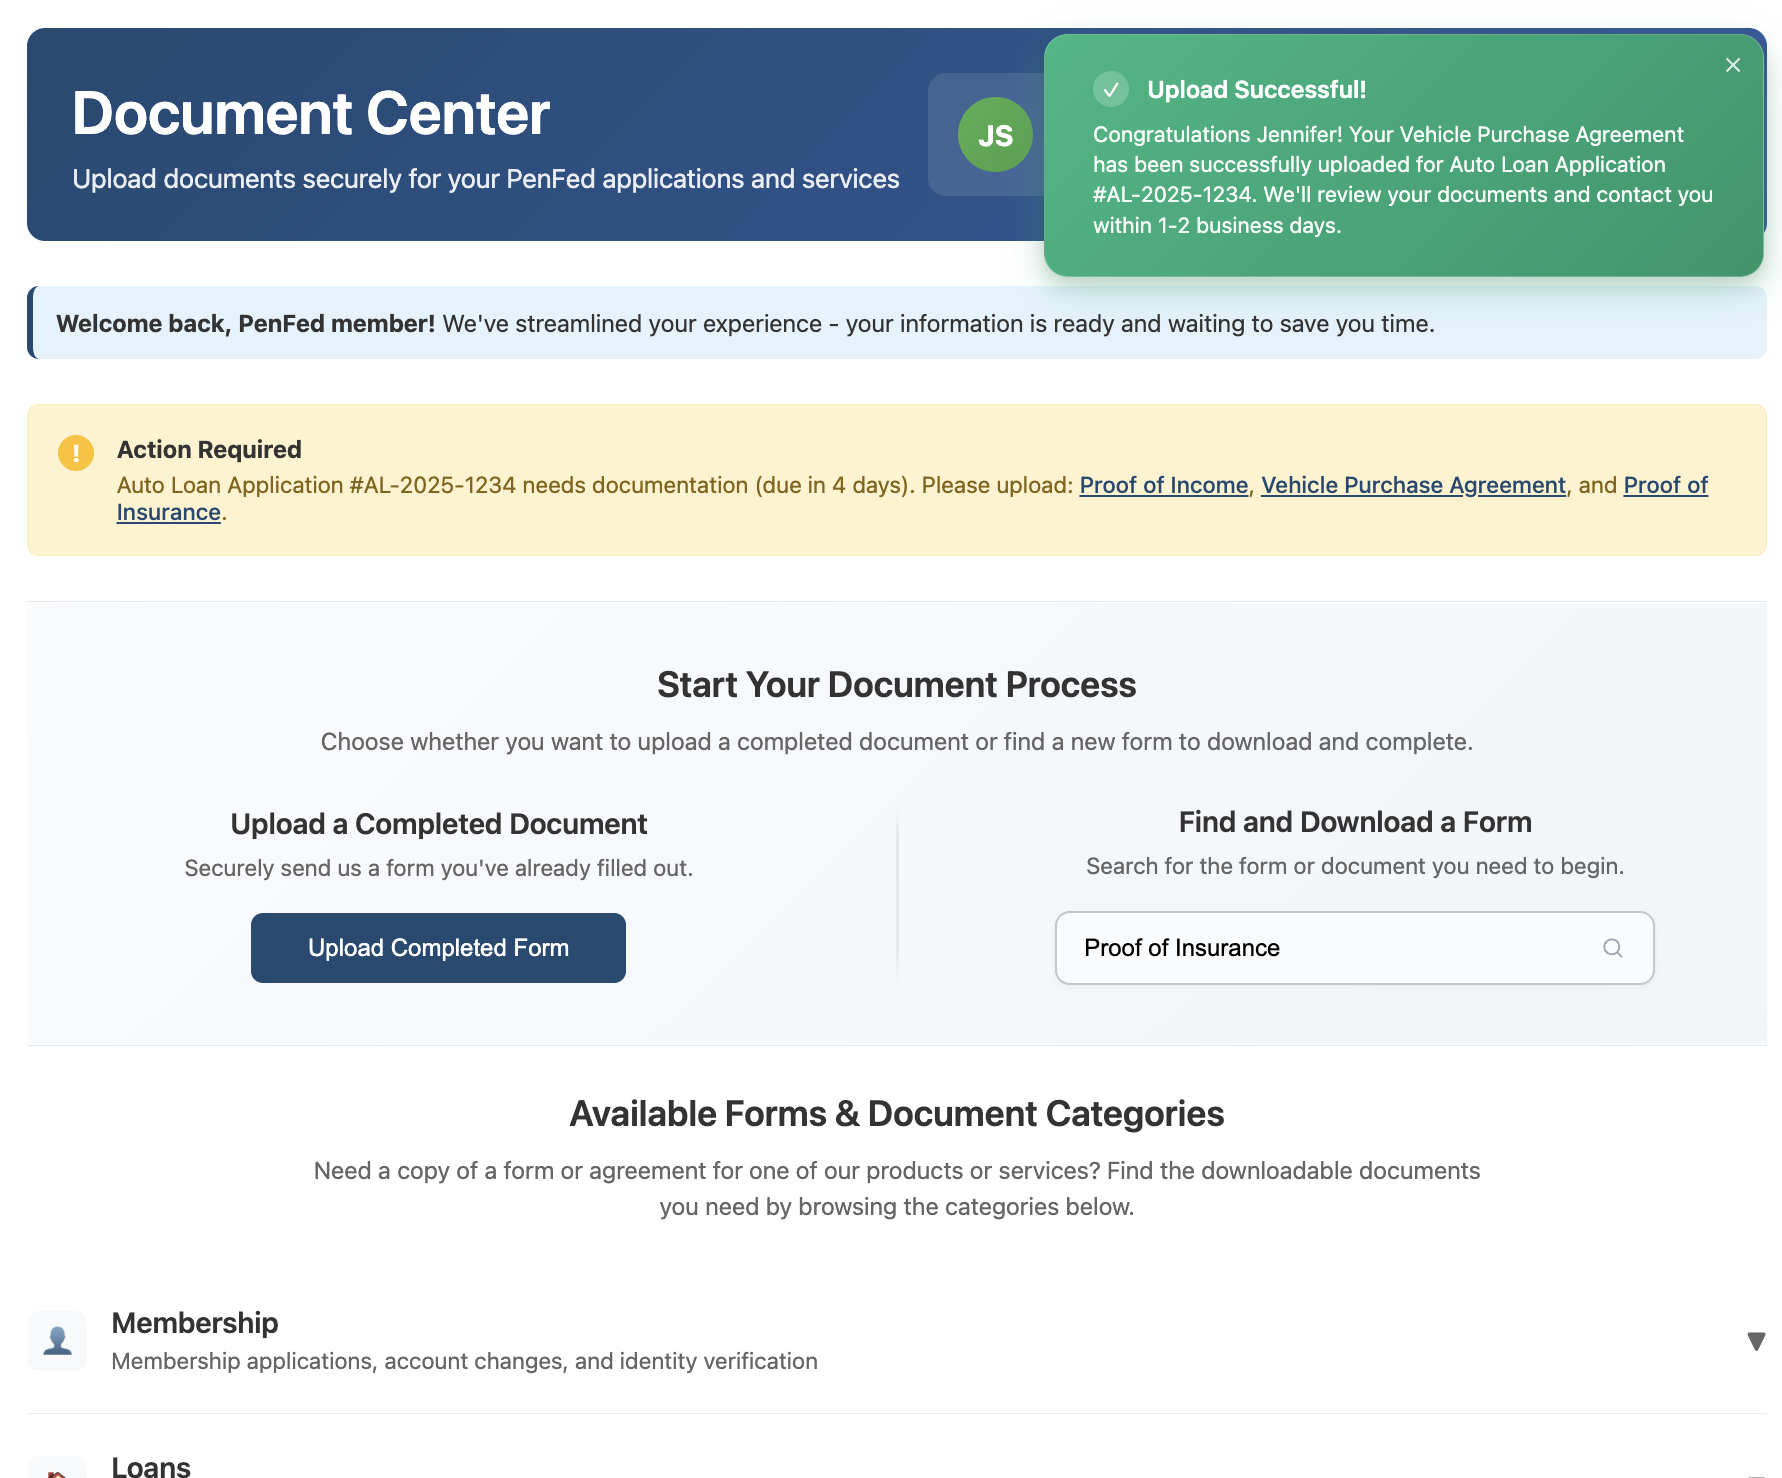 Document Center
Upload documents securely for your PenFed applications and services
JS
Upload Successful!
Congratulations Jennifer! Your Vehicle Purchase Agreement
has been successfully uploaded for Auto Loan Application
#AL-2025-1234. We'll review your documents and contact you
within 1-2 business days.
Welcome back, PenFed member! We've streamlined your experience - your information is ready and waiting to save you time.
Action Required
Auto Loan Application #AL-2025-1234 needs documentation (due in 4 days). Please upload: Proof of Income, Vehicle Purchase Agreement, and Proof of
Insurance.
Start Your Document Process
Choose whether you want to upload a completed document or find a new form to download and complete.
Upload a Completed Document
Securely send us a form you've already filled out.
Upload Completed Form
Find and Download a Form
Search for the form or document you need to begin.
Proof of Insurance
Available Forms & Document Categories
Need a copy of a form or agreement for one of our products or services? Find the downloadable documents
you need by browsing the categories below.
Membership
Membership applications, account changes, and identity verification
Loans